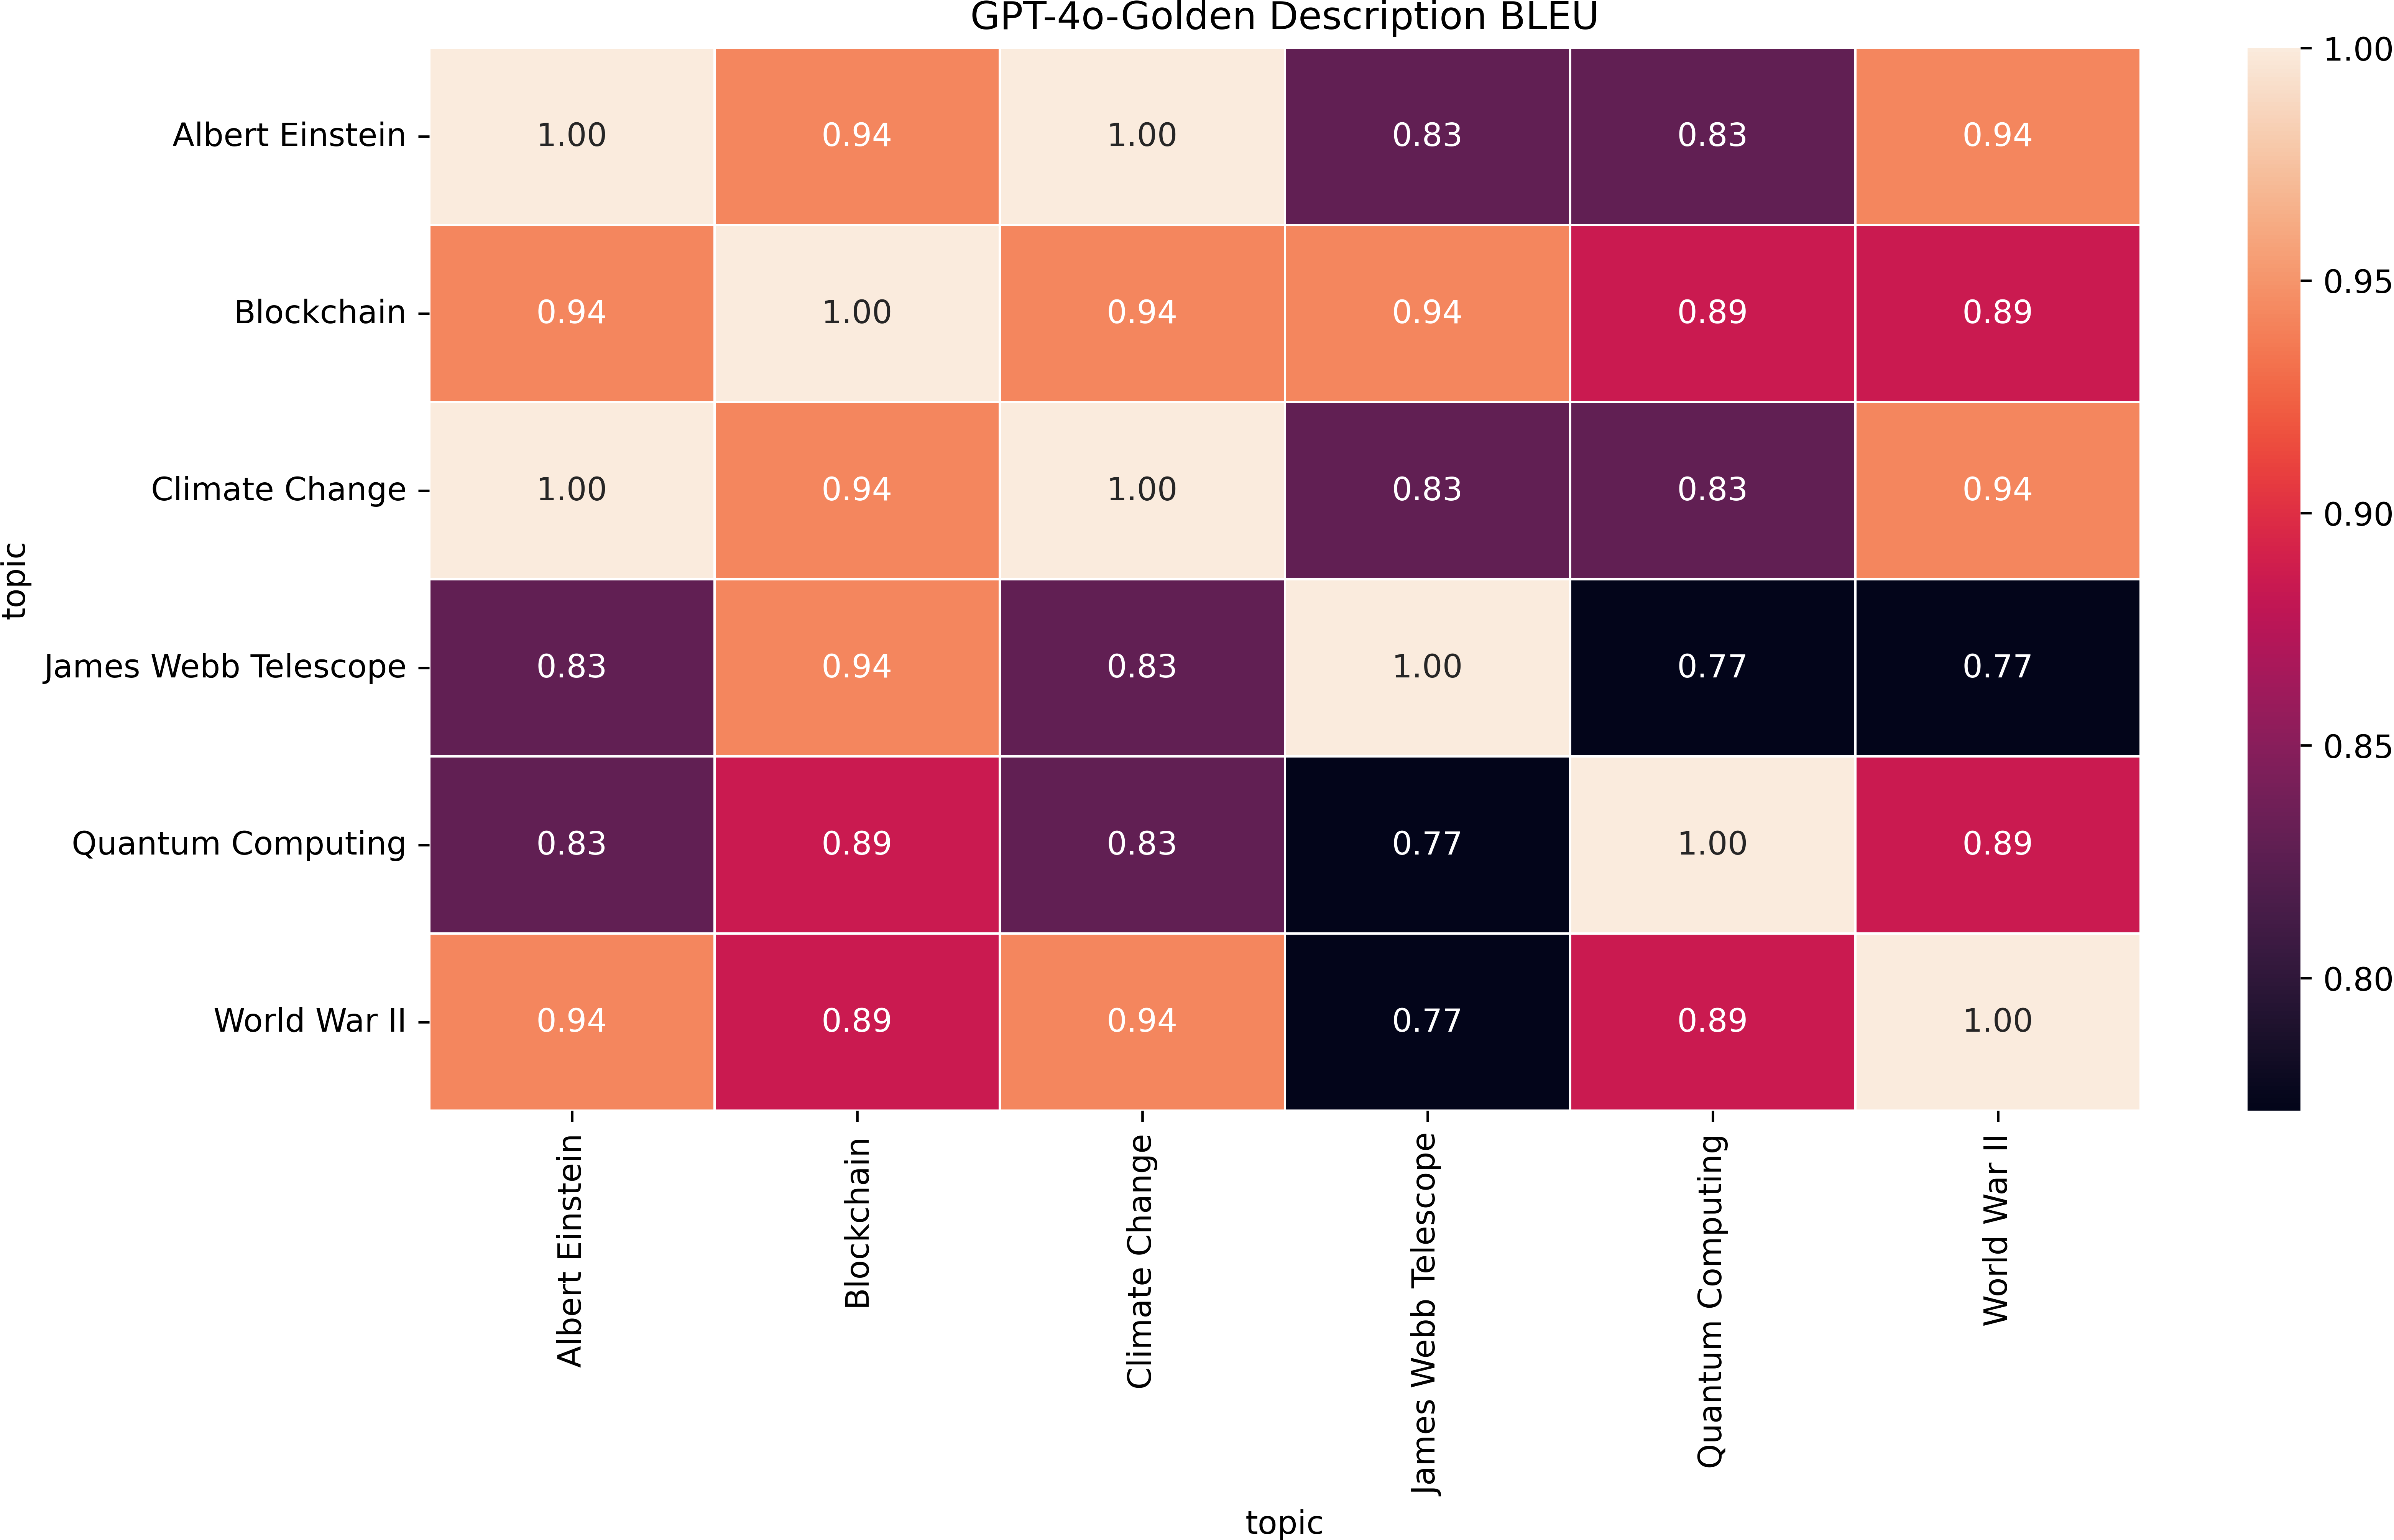 GPT-4o-Golden Description BLEU
Albert Einstein 1.00 0.94 1.00 0.83 0.83 0.94
Blockchain 0.94 1.00 0.94 0.94 0.89 0.89
Climate Change 1.00 0.94 1.00 0.83 0.83 0.94
James Webb Telescope 0.83 0.94 0.83 1.00 0.77 0.77
Quantum Computing 0.83 0.89 0.83 0.77 1.00 0.89
World War II 0.94 0.89 0.94 0.77 0.89 1.00
topic
Albert Einstein
Blockchain
Climate Change
James Webb Telescope
Quantum Computing
World War II
topic
1.00
0.95
0.90
0.85
0.80